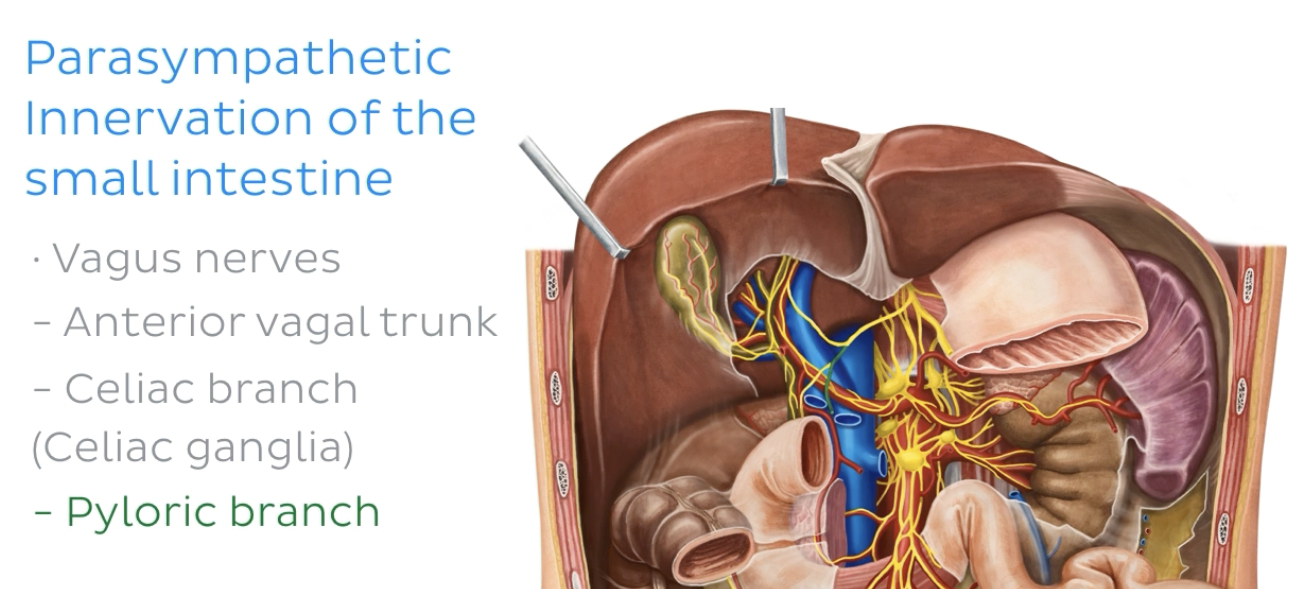 Parasympathetic
Innervation of the
small intestine
· Vagus nerves
– Anterior vagal trunk
– Celiac branch
(Celiac ganglia)
– Pyloric branch